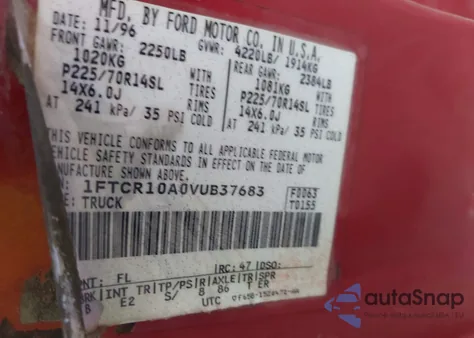 MFD. BY FORD MOTOR CO. IN U.S.A.
DATE: 11/96 GVWR: 4220LB/ 1914KG
FRONT GAWR: 2250LB REAR GAWR: 2384LB
1020KG WITH 1081KG WITH
P225/70R14SL TIRES P225/70R14SL TIRES
14X6.0J RIMS 14X6.0J RIMS
AT 241 kPa/ 35 PSI COLD AT 241 kPa/ 35 PSI COLD
THIS VEHICLE CONFORMS TO ALL APPLICABLE FEDERAL MOTOR
VEHICLE SAFETY STANDARDS IN EFFECT ON THE DATE OF
MANUFACTURE SHOWN ABOVE.
1FTCR10A0VUB37683 F0063
TRUCK T0155
FL RC: 47 DSO:
INT TR TP/PS R AXLE TR SPR
B E2 S/ 8 86 B ER
UTC
autoSnap